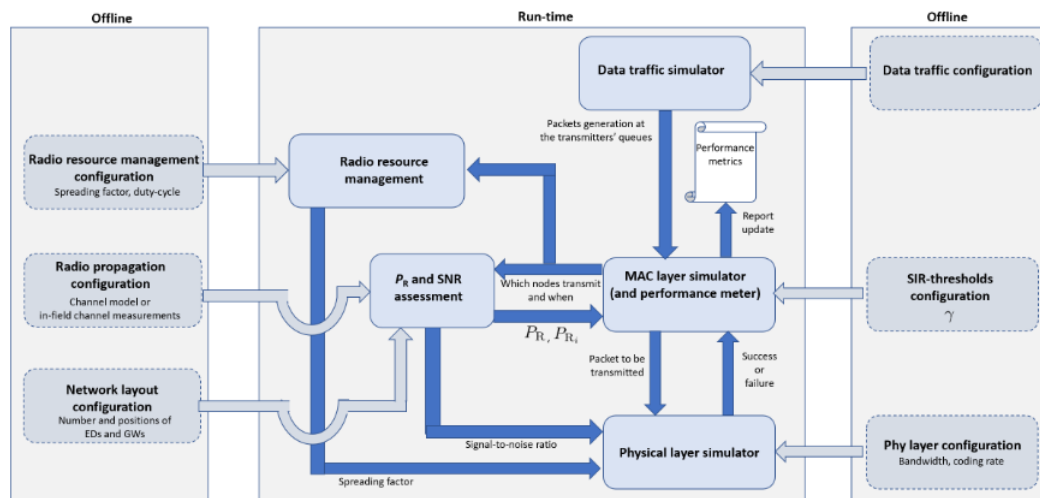 Offline
Run-time
Offline
Data traffic simulator
Data traffic configuration
Packets generation at
the transmitters' queues
Performance
metrics
Radio resource management
configuration
Spreading factor, duty-cycle
Radio resource
management
Report
update
Radio propagation
configuration
Channel model or
in-field channel measurements
P_R and SNR
assessment
Which nodes transmit
and when
MAC layer simulator
(and performance meter)
SIR-thresholds
configuration
γ
P_R, P_{R_i}
Packet to be
transmitted
Success
or
failure
Network layout
configuration
Number and positions of
EDs and GWs
Signal-to-noise ratio
Physical layer simulator
Phy layer configuration
Bandwidth, coding rate
Spreading factor